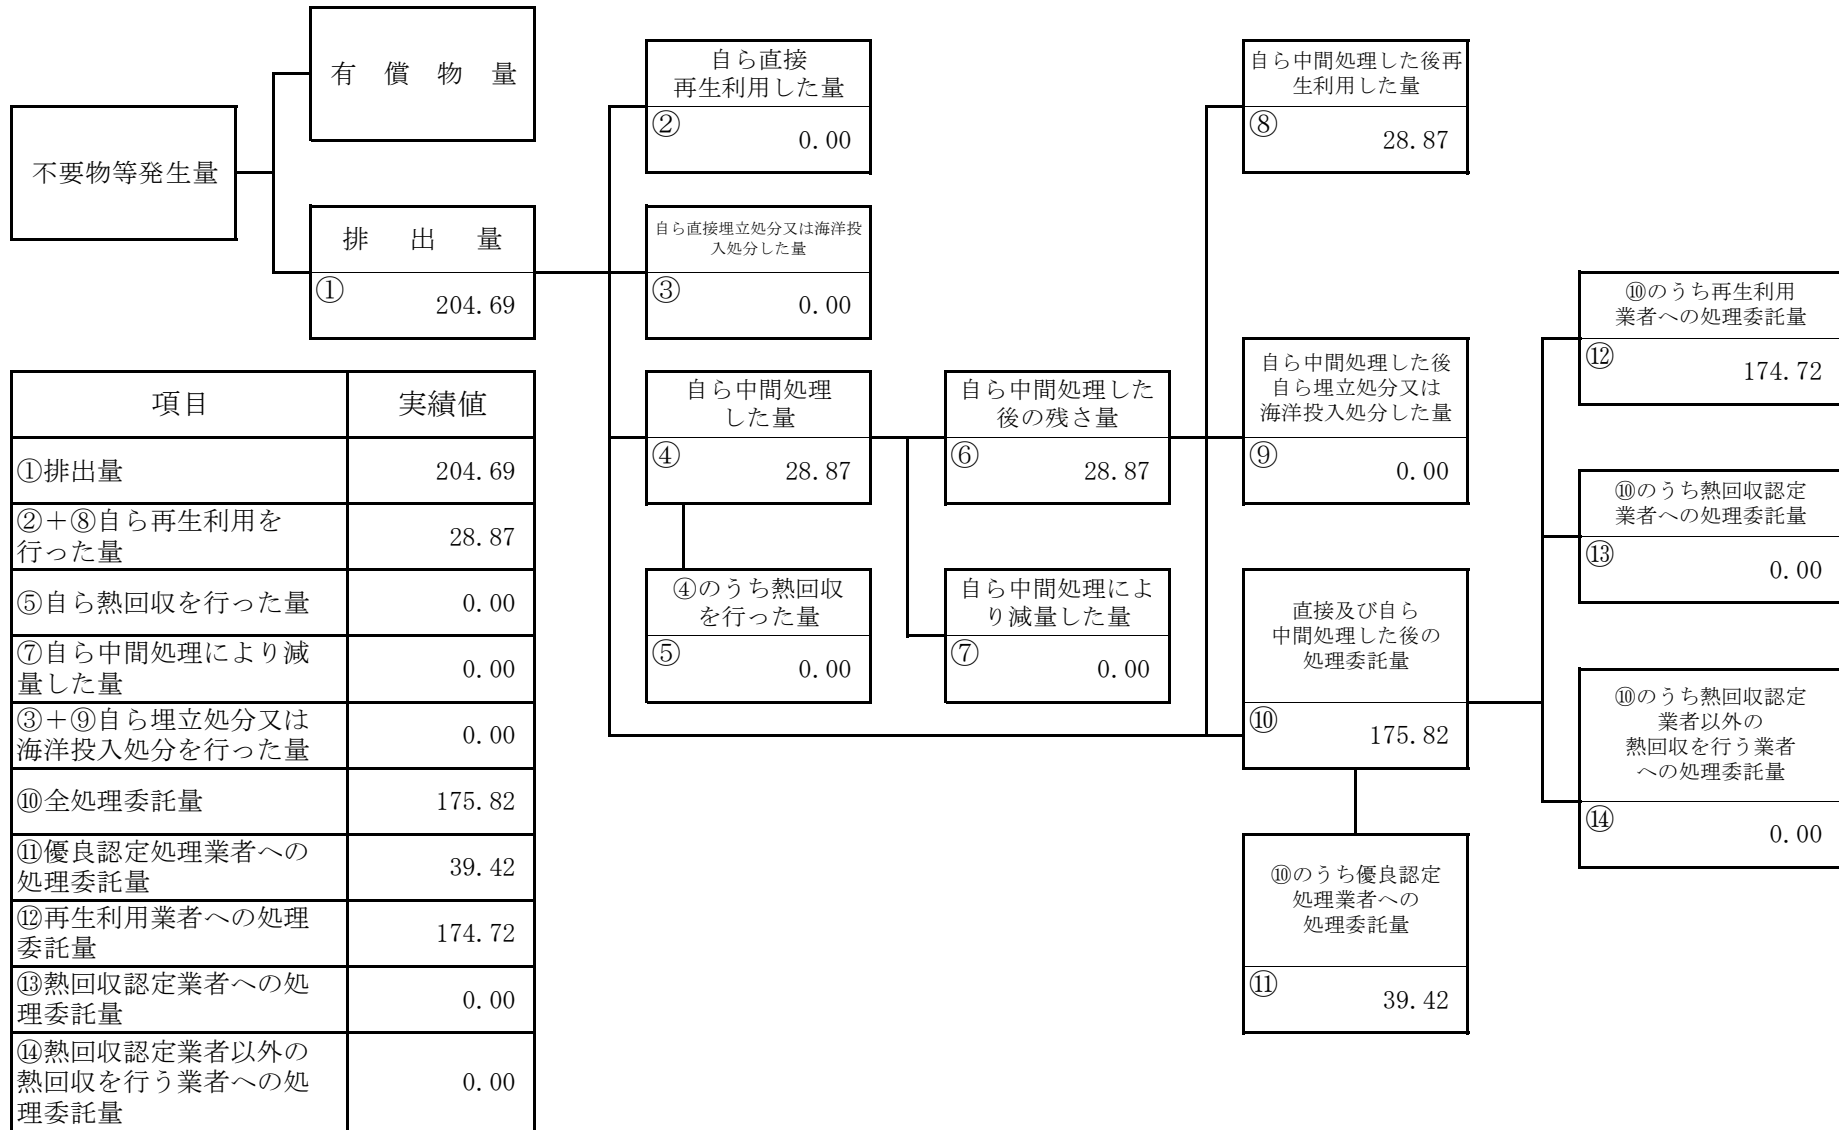 有　償　物　量
不要物等発生量
排　出　量
①
204.69
自ら直接
再生利用した量
②
0.00
自ら直接埋立処分又は海洋投
入処分した量
③
0.00
自ら中間処理
した量
④
28.87
④のうち熱回収
を行った量
⑤
0.00
自ら中間処理した
後の残さ量
⑥
28.87
自ら中間処理によ
り減量した量
⑦
0.00
自ら中間処理した後再
生利用した量
⑧
28.87
自ら中間処理した後
自ら埋立処分又は
海洋投入処分した量
⑨
0.00
直接及び自ら
中間処理した後の
処理委託量
⑩
175.82
⑩のうち優良認定
処理業者への
処理委託量
⑪
39.42
⑩のうち再生利用
業者への処理委託量
⑫
174.72
⑩のうち熱回収認定
業者への処理委託量
⑬
0.00
⑩のうち熱回収認定
業者以外の
熱回収を行う業者
への処理委託量
⑭
0.00
項目　実績値
①排出量　204.69
②＋⑧自ら再生利用を
行った量　28.87
⑤自ら熱回収を行った量　0.00
⑦自ら中間処理により減
量した量　0.00
③＋⑨自ら埋立処分又は
海洋投入処分を行った量　0.00
⑩全処理委託量　175.82
⑪優良認定処理業者への
処理委託量　39.42
⑫再生利用業者への処理
委託量　174.72
⑬熱回収認定業者への処
理委託量　0.00
⑭熱回収認定業者以外の
熱回収を行う業者への処
理委託量　0.00